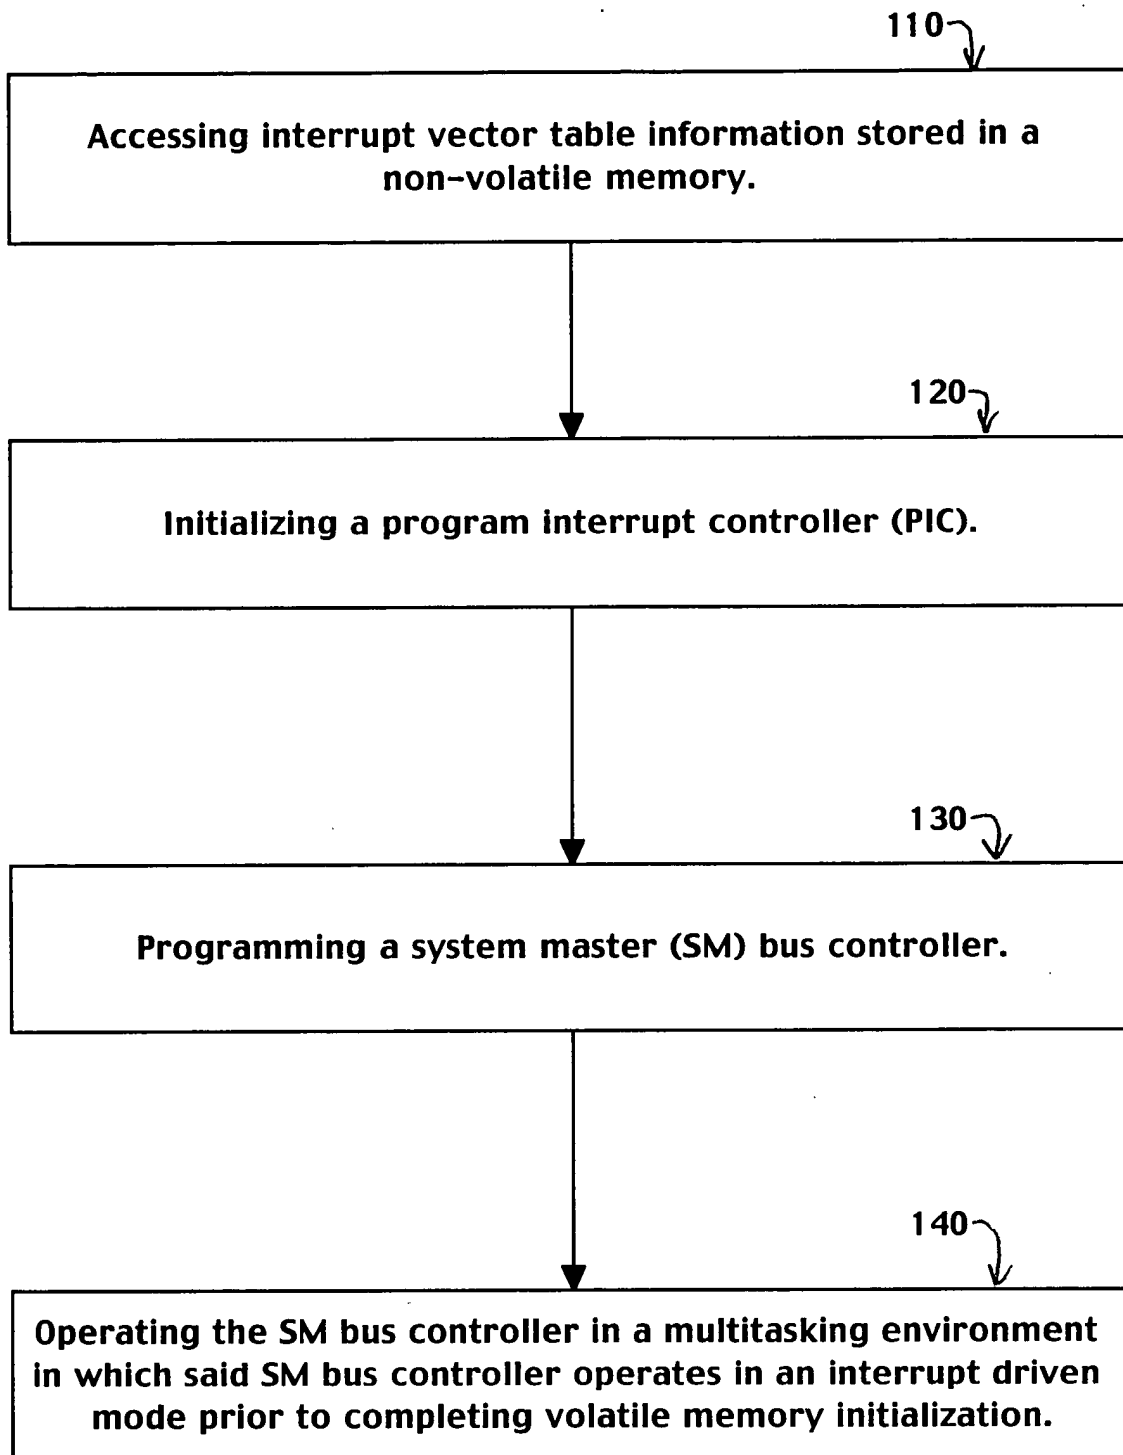 110
Accessing interrupt vector table information stored in a
non-volatile memory.
120
Initializing a program interrupt controller (PIC).
130
Programming a system master (SM) bus controller.
140
Operating the SM bus controller in a multitasking environment
in which said SM bus controller operates in an interrupt driven
mode prior to completing volatile memory initialization.